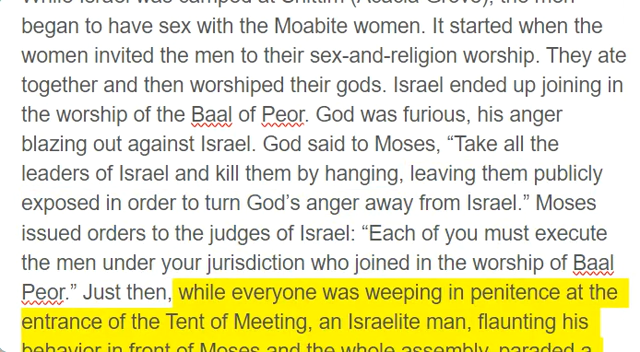 While Israel was camped at Shittim (Acacia Grove), the men
began to have sex with the Moabite women. It started when the
women invited the men to their sex-and-religion worship. They ate
together and then worshiped their gods. Israel ended up joining in
the worship of the Baal of Peor. God was furious, his anger
blazing out against Israel. God said to Moses, “Take all the
leaders of Israel and kill them by hanging, leaving them publicly
exposed in order to turn God’s anger away from Israel.” Moses
issued orders to the judges of Israel: “Each of you must execute
the men under your jurisdiction who joined in the worship of Baal
Peor.” Just then, while everyone was weeping in penitence at the
entrance of the Tent of Meeting, an Israelite man, flaunting his
behavior in front of Moses and the whole assembly, paraded a